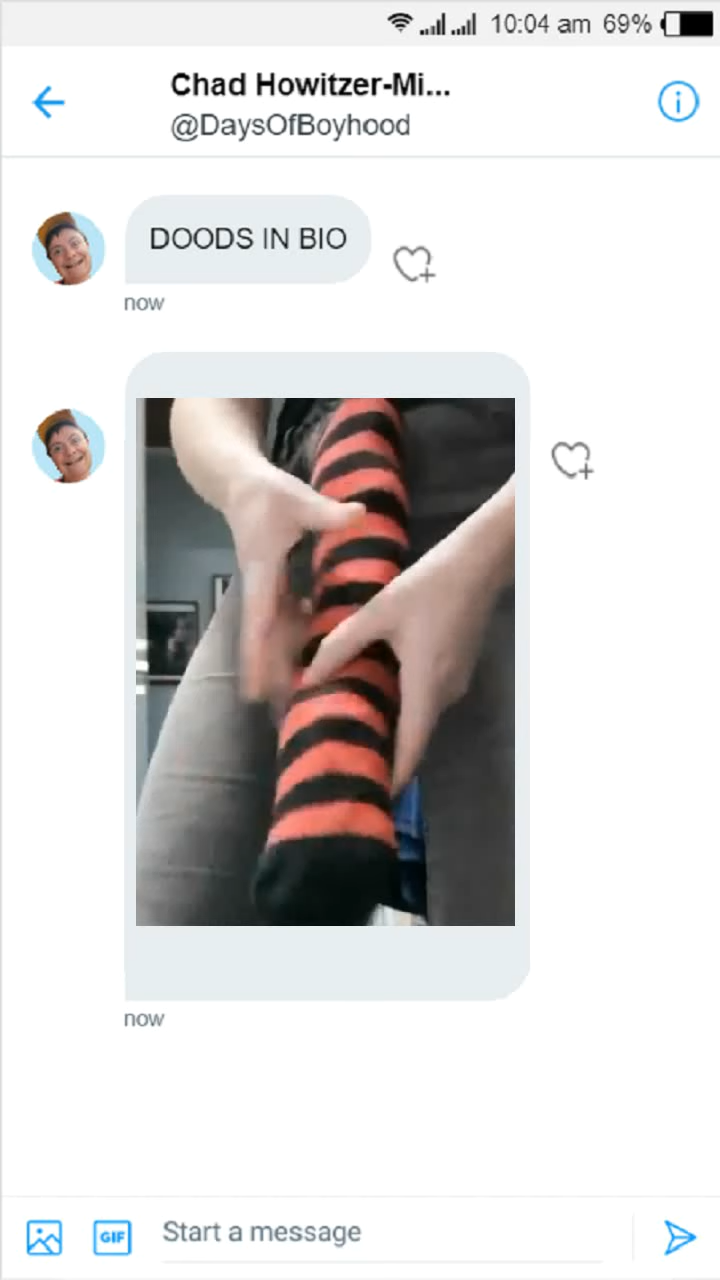 10:04 am 69%
Chad Howitzer-Mi...
@DaysOfBoyhood
DOODS IN BIO
now
now
GIF Start a message